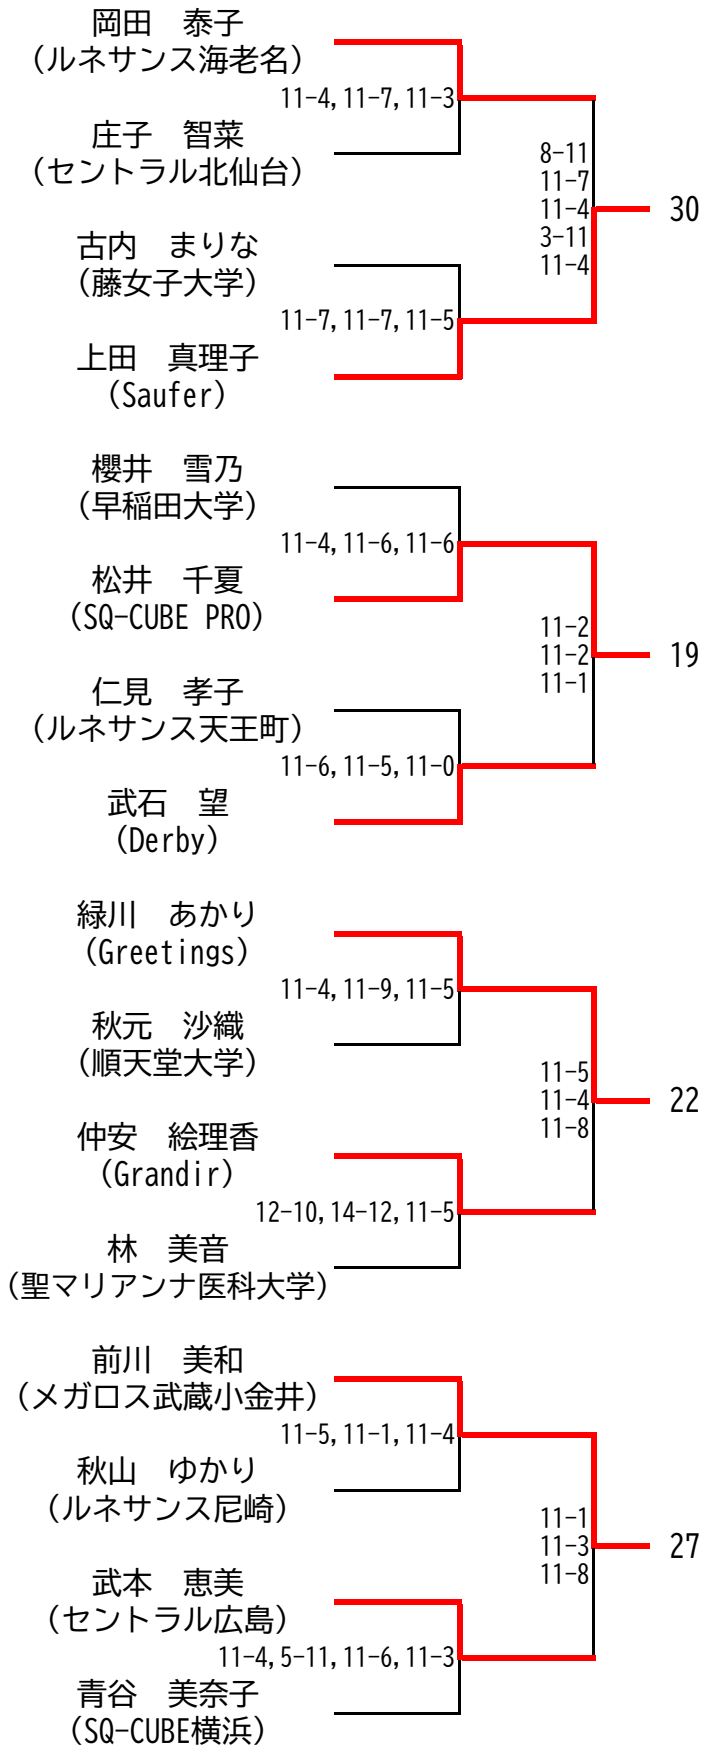 岡田　泰子
(ルネサンス海老名)
11-4, 11-7, 11-3
庄子　智菜
(セントラル北仙台)
8-11
11-7
11-4
3-11
11-4
30
古内　まりな
(藤女子大学)
11-7, 11-7, 11-5
上田　真理子
(Saufer)
櫻井　雪乃
(早稲田大学)
11-4, 11-6, 11-6
松井　千夏
(SQ-CUBE PRO)
11-2
11-2
11-1
19
仁見　孝子
(ルネサンス天王町)
11-6, 11-5, 11-0
武石　望
(Derby)
緑川　あかり
(Greetings)
11-4, 11-9, 11-5
秋元　沙織
(順天堂大学)
11-5
11-4
11-8
22
仲安　絵理香
(Grandir)
12-10, 14-12, 11-5
林　美音
(聖マリアンナ医科大学)
前川　美和
(メガロス武蔵小金井)
11-5, 11-1, 11-4
秋山　ゆかり
(ルネサンス尼崎)
11-1
11-3
11-8
27
武本　恵美
(セントラル広島)
11-4, 5-11, 11-6, 11-3
青谷　美奈子
(SQ-CUBE横浜)